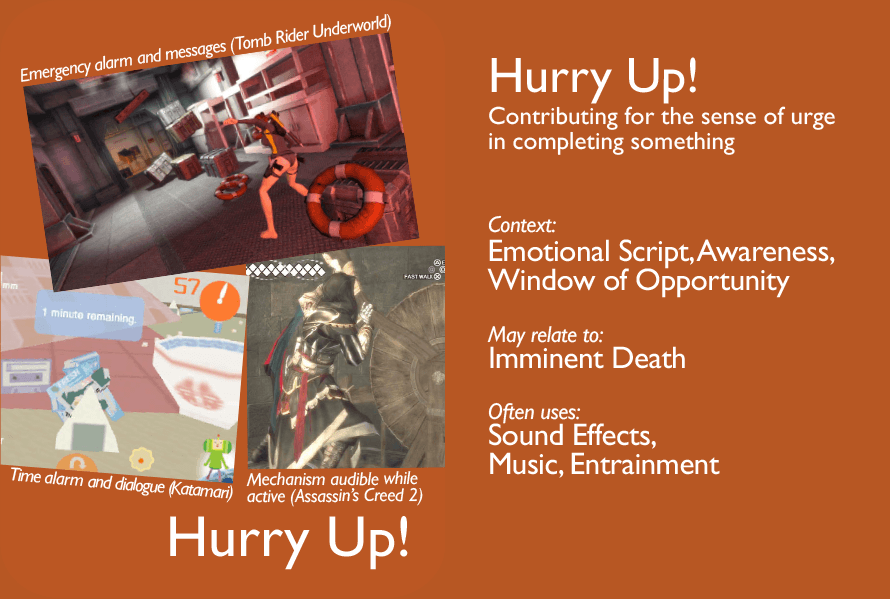 Emergency alarm and messages (Tomb Rider Underworld)
min
57
1 minute remaining.
FAST WALK
Time alarm and dialogue (Katamari)
Mechanism audible while
active (Assassin's Creed 2)
Hurry Up!
Hurry Up!
Contributing for the sense of urge
in completing something
Context:
Emotional Script, Awareness,
Window of Opportunity
May relate to:
Imminent Death
Often uses:
Sound Effects,
Music, Entrainment